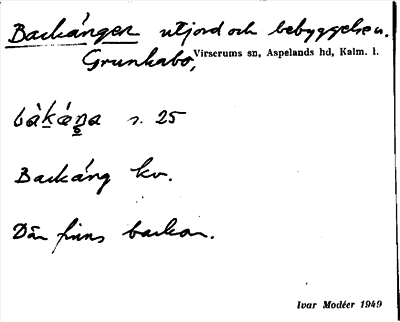 Backängen utjord och bebyggelsen.
Grunkabo, Virserums sn, Aspelands hd, Kalm. l.
bàkáŋa s. 25
Backäng kv.
Där finns backar.
Ivar Modéer 1949